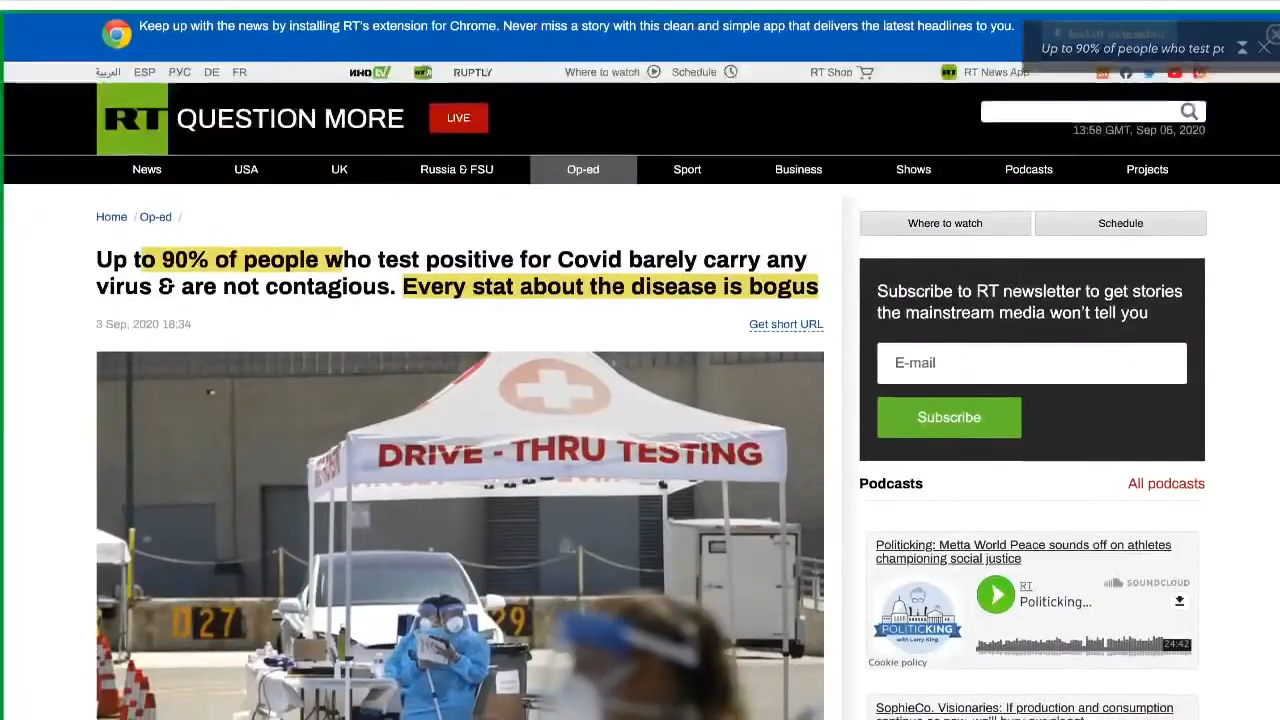 Keep up with the news by installing RT's extension for Chrome. Never miss a story with this clean and simple app that delivers the latest headlines to you.
Up to 90% of people who test po
العربية ESP РУС DE FR ИНО TV RUPTLY Where to watch Schedule RT Shop RT News App
RT QUESTION MORE LIVE
13:58 GMT, Sep 06, 2020
News USA UK Russia & FSU Op-ed Sport Business Shows Podcasts Projects
Home / Op-ed /
Where to watch Schedule
Up to 90% of people who test positive for Covid barely carry any
virus & are not contagious. Every stat about the disease is bogus
3 Sep, 2020 18:34
Get short URL
Subscribe to RT newsletter to get stories
the mainstream media won't tell you
E-mail
Subscribe
DRIVE - THRU TESTING
D 27
29
Podcasts All podcasts
Politicking: Metta World Peace sounds off on athletes
championing social justice
RT
SOUNDCLOUD
Politicking...
POLITICKING
with Larry King
24:42
Cookie policy
SophieCo. Visionaries: If production and consumption